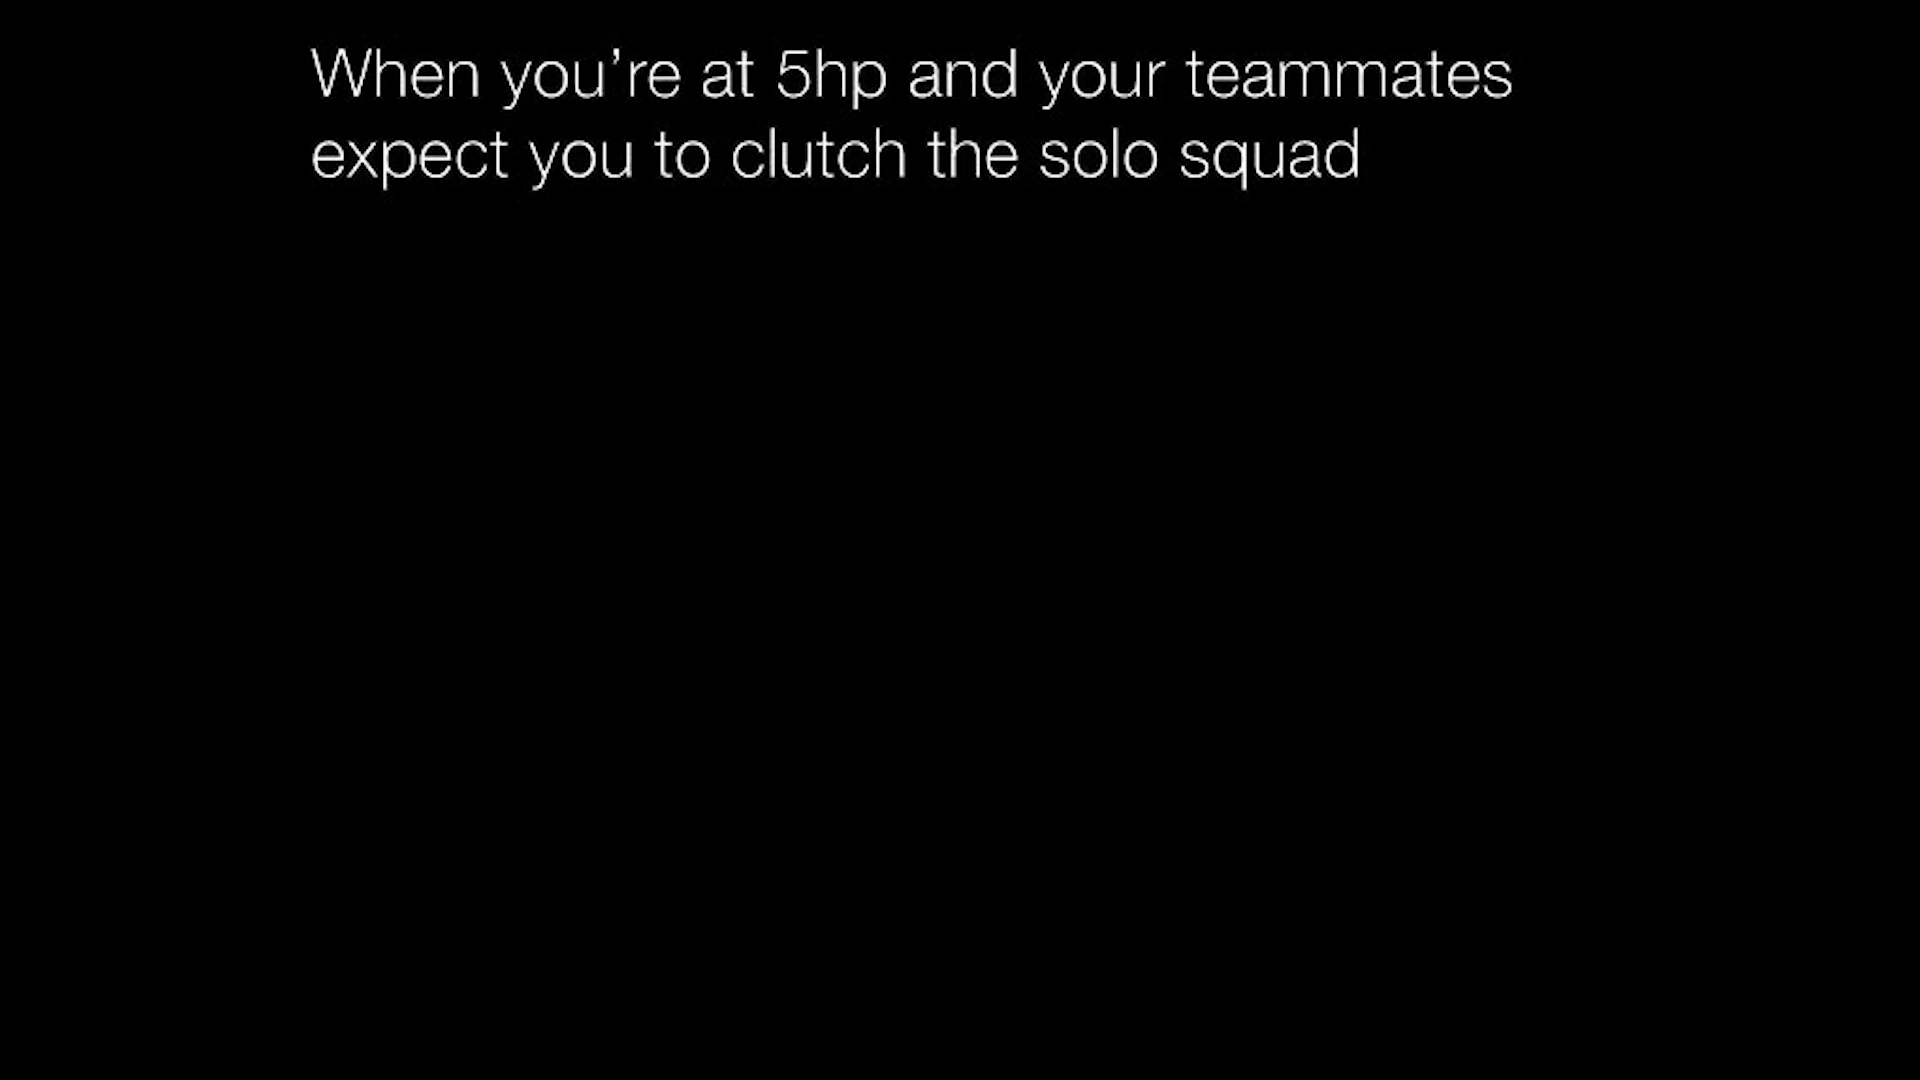 When you’re at 5hp and your teammates
expect you to clutch the solo squad